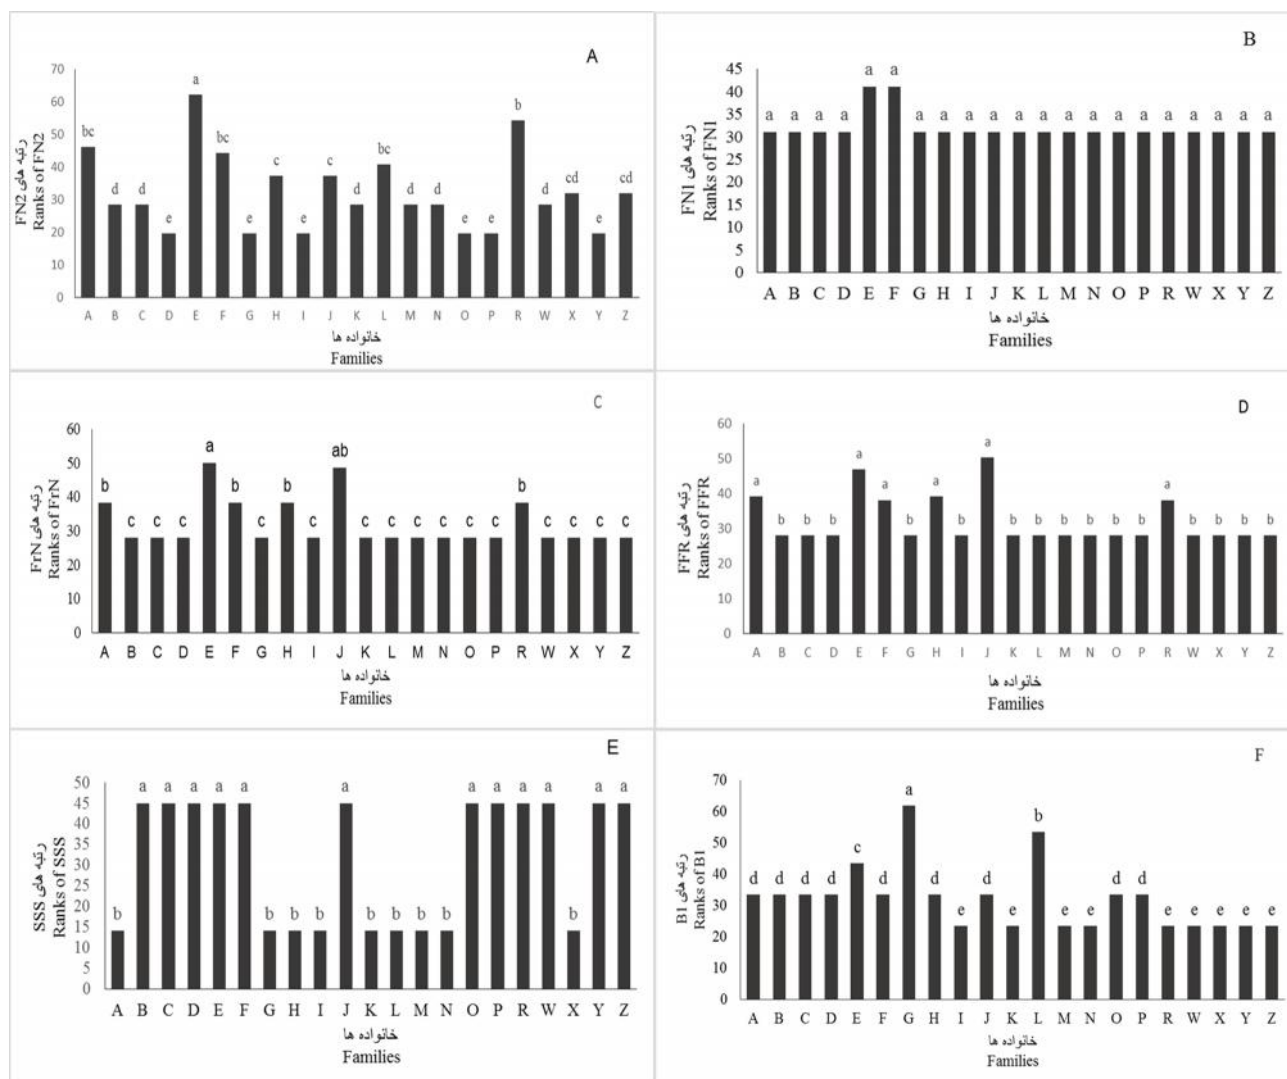 A
رتبه های FN2
Ranks of FN2
70
60
50
40
30
20
10
0
bc d d e a bc e c e c d bc d d e e b d cd e cd
A B C D E F G H I J K L M N O P R W X Y Z
خانواده ها
Families
B
رتبه های FN1
Ranks of FN1
45
40
35
30
25
20
15
10
5
0
a a a a a a a a a a a a a a a a a a a a a
A B C D E F G H I J K L M N O P R W X Y Z
خانواده ها
Families
C
رتبه های FrN
Ranks of FrN
60
50
40
30
20
10
0
b c c c a b c b c ab c c c c c c b c c c c
A B C D E F G H I J K L M N O P R W X Y Z
خانواده ها
Families
D
رتبه های FFR
Ranks of FFR
60
50
40
30
20
10
0
a b b b a a b a b a b b b b b b a b b b b
A B C D E F G H I J K L M N O P R W X Y Z
خانواده ها
Families
E
رتبه های SSS
Ranks of SSS
50
45
40
35
30
25
20
15
10
5
0
b a a a a a b b b a b b b b a a a a b a a
A B C D E F G H I J K L M N O P R W X Y Z
خانواده ها
Families
F
رتبه های B1
Ranks of B1
70
60
50
40
30
20
10
0
d d d d c d a d e d e b e e d d e e e e e
A B C D E F G H I J K L M N O P R W X Y Z
خانواده ها
Families